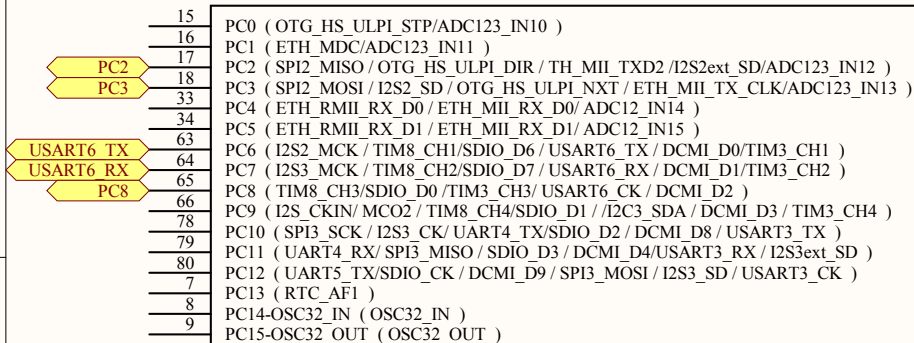 15 PC0 ( OTG_HS_ULPI_STP/ADC123_IN10 )
16 PC1 ( ETH_MDC/ADC123_IN11 )
PC2 17 PC2 ( SPI2_MISO / OTG_HS_ULPI_DIR / TH_MII_TXD2 /I2S2ext_SD/ADC123_IN12 )
PC3 18 PC3 ( SPI2_MOSI / I2S2_SD / OTG_HS_ULPI_NXT / ETH_MII_TX_CLK/ADC123_IN13 )
33 PC4 ( ETH_RMII_RX_D0 / ETH_MII_RX_D0/ ADC12_IN14 )
34 PC5 ( ETH_RMII_RX_D1 / ETH_MII_RX_D1/ ADC12_IN15 )
USART6_TX 63 PC6 ( I2S2_MCK / TIM8_CH1/SDIO_D6 / USART6_TX / DCMI_D0/TIM3_CH1 )
USART6_RX 64 PC7 ( I2S3_MCK / TIM8_CH2/SDIO_D7 / USART6_RX / DCMI_D1/TIM3_CH2 )
PC8 65 PC8 ( TIM8_CH3/SDIO_D0 /TIM3_CH3/ USART6_CK / DCMI_D2 )
66 PC9 ( I2S_CKIN/ MCO2 / TIM8_CH4/SDIO_D1 / /I2C3_SDA / DCMI_D3 / TIM3_CH4 )
78 PC10 ( SPI3_SCK / I2S3_CK/ UART4_TX/SDIO_D2 / DCMI_D8 / USART3_TX )
79 PC11 ( UART4_RX/ SPI3_MISO / SDIO_D3 / DCMI_D4/USART3_RX / I2S3ext_SD )
80 PC12 ( UART5_TX/SDIO_CK / DCMI_D9 / SPI3_MOSI / I2S3_SD / USART3_CK )
7 PC13 ( RTC_AF1 )
8 PC14-OSC32_IN ( OSC32_IN )
9 PC15-OSC32_OUT ( OSC32_OUT )